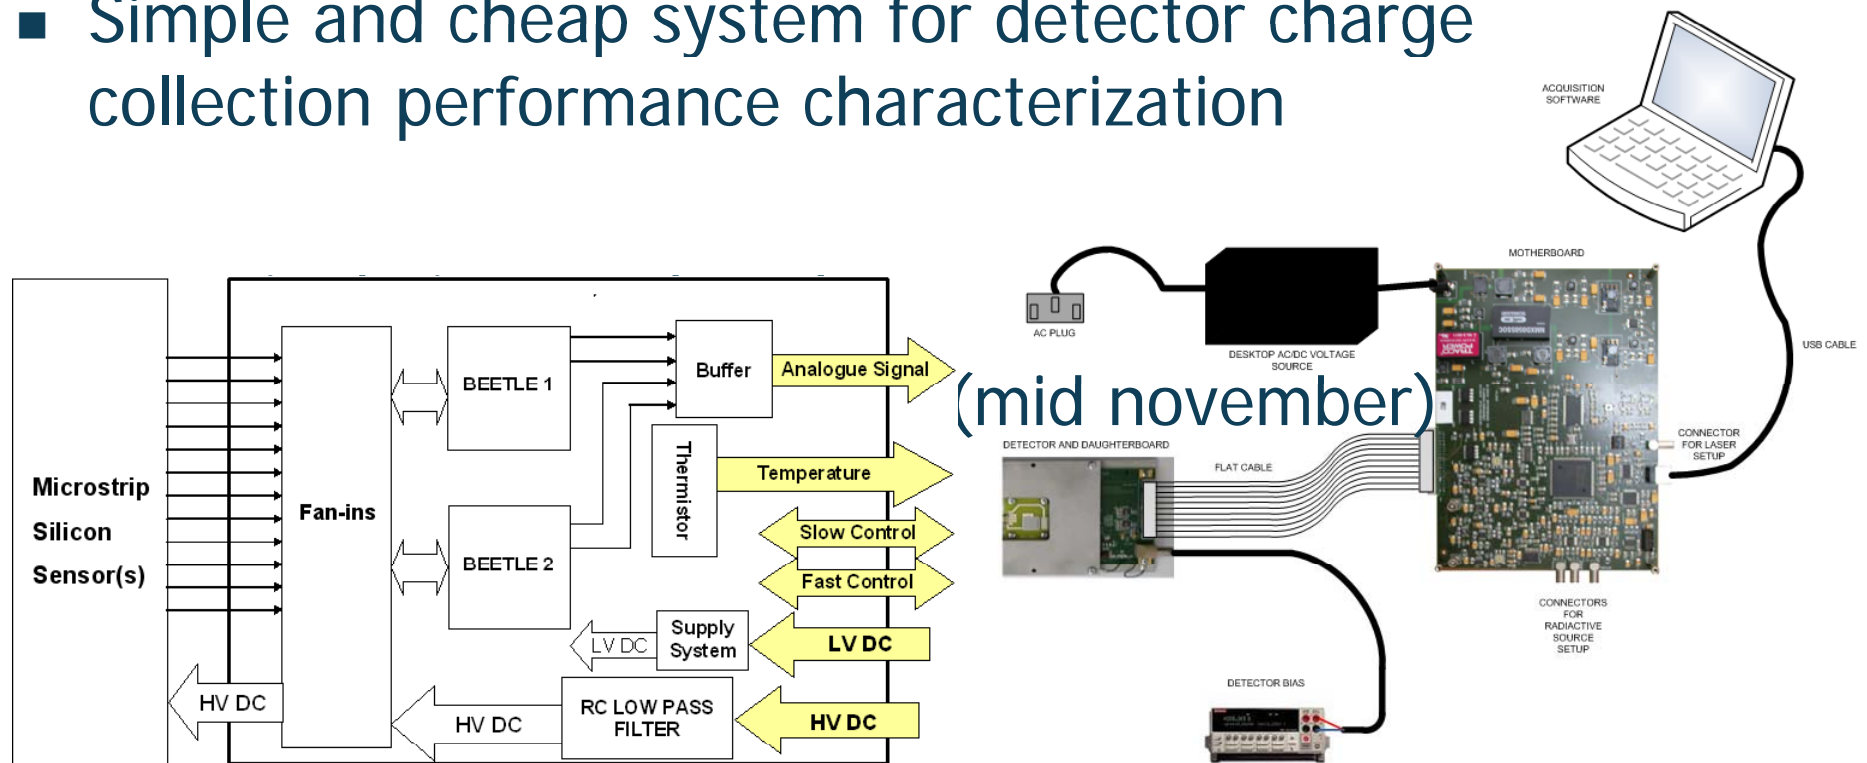 Simple and cheap system for detector charge
collection performance characterization
ACQUISITION
SOFTWARE
MOTHERBOARD
AC PLUG
DESKTOP AC/DC VOLTAGE
SOURCE
USB CABLE
(mid november)
DETECTOR AND DAUGHTERBOARD
FLAT CABLE
CONNECTOR
FOR LASER
SETUP
CONNECTORS
FOR
RADIACTIVE
SOURCE
SETUP
DETECTOR BIAS
Microstrip
Silicon
Sensor(s)
Fan-ins
BEETLE 1
BEETLE 2
Buffer
Analogue Signal
Thermistor
Temperature
Slow Control
Fast Control
LV DC
Supply
System
LV DC
HV DC
HV DC
RC LOW PASS
FILTER
HV DC
TRACO
POWER